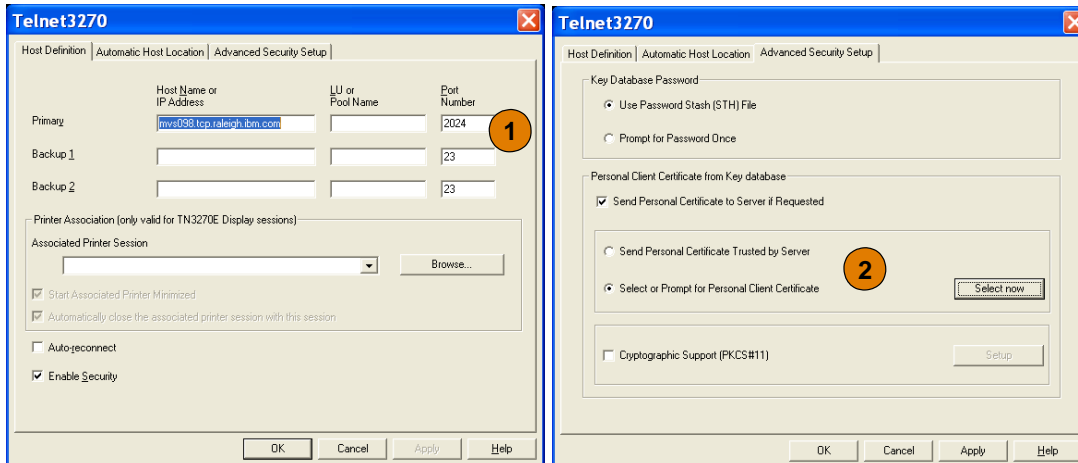 Telnet3270
Host Definition | Automatic Host Location | Advanced Security Setup
Host Name or IP Address
LU or Pool Name
Port Number
Primary
mvs098.tcp.raleigh.ibm.com
2024
1
Backup 1
23
Backup 2
23
Printer Association (only valid for TN3270E Display sessions)
Associated Printer Session
Browse...
Start Associated Printer Minimized
Automatically close the associated printer session with this session
Auto-reconnect
Enable Security
OK Cancel Apply Help
Telnet3270
Host Definition | Automatic Host Location | Advanced Security Setup
Key Database Password
Use Password Stash (STH) File
Prompt for Password Once
Personal Client Certificate from Key database
Send Personal Certificate to Server if Requested
Send Personal Certificate Trusted by Server
2
Select or Prompt for Personal Client Certificate
Select now
Cryptographic Support (PKCS#11)
Setup
OK Cancel Apply Help